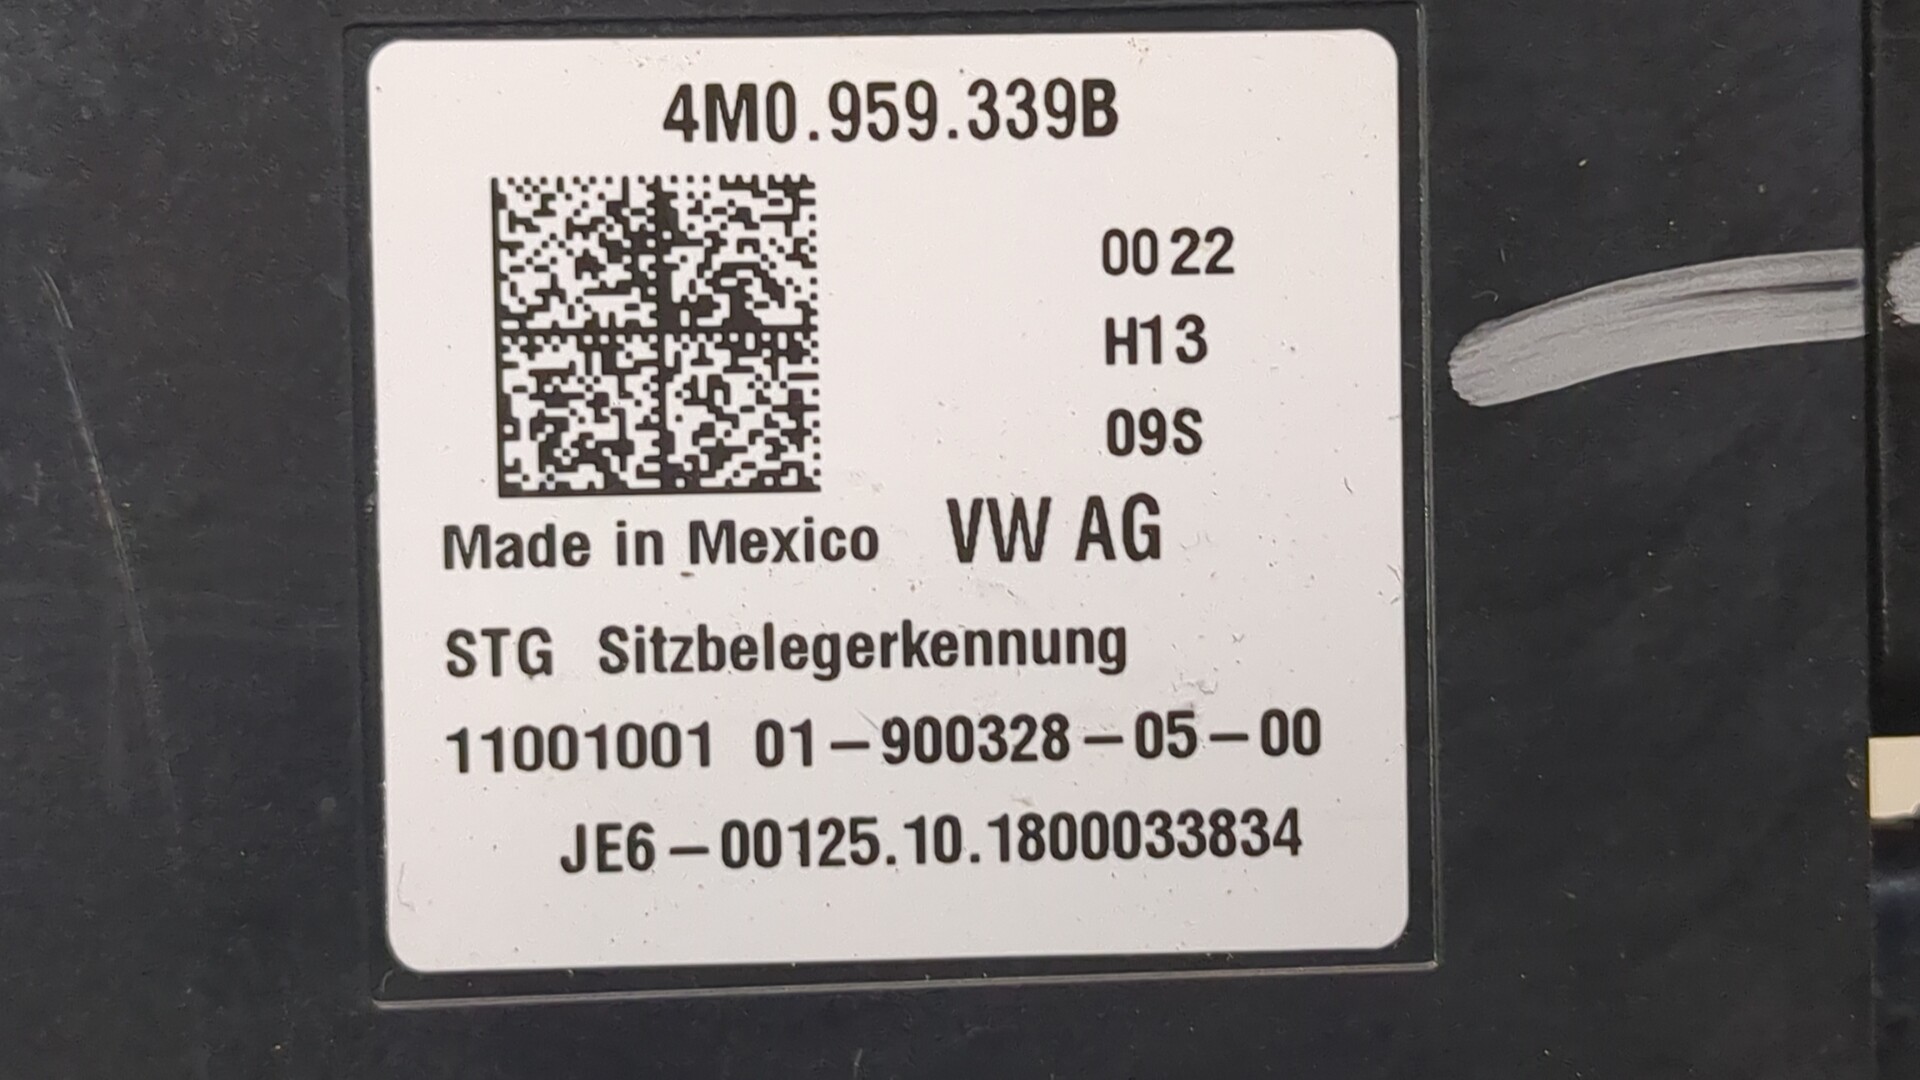 4M0.959.339B
0022
H13
09S
Made in Mexico VW AG
STG Sitzbelegerkennung
11001001 01-900328-05-00
JE6-00125.10.1800033834